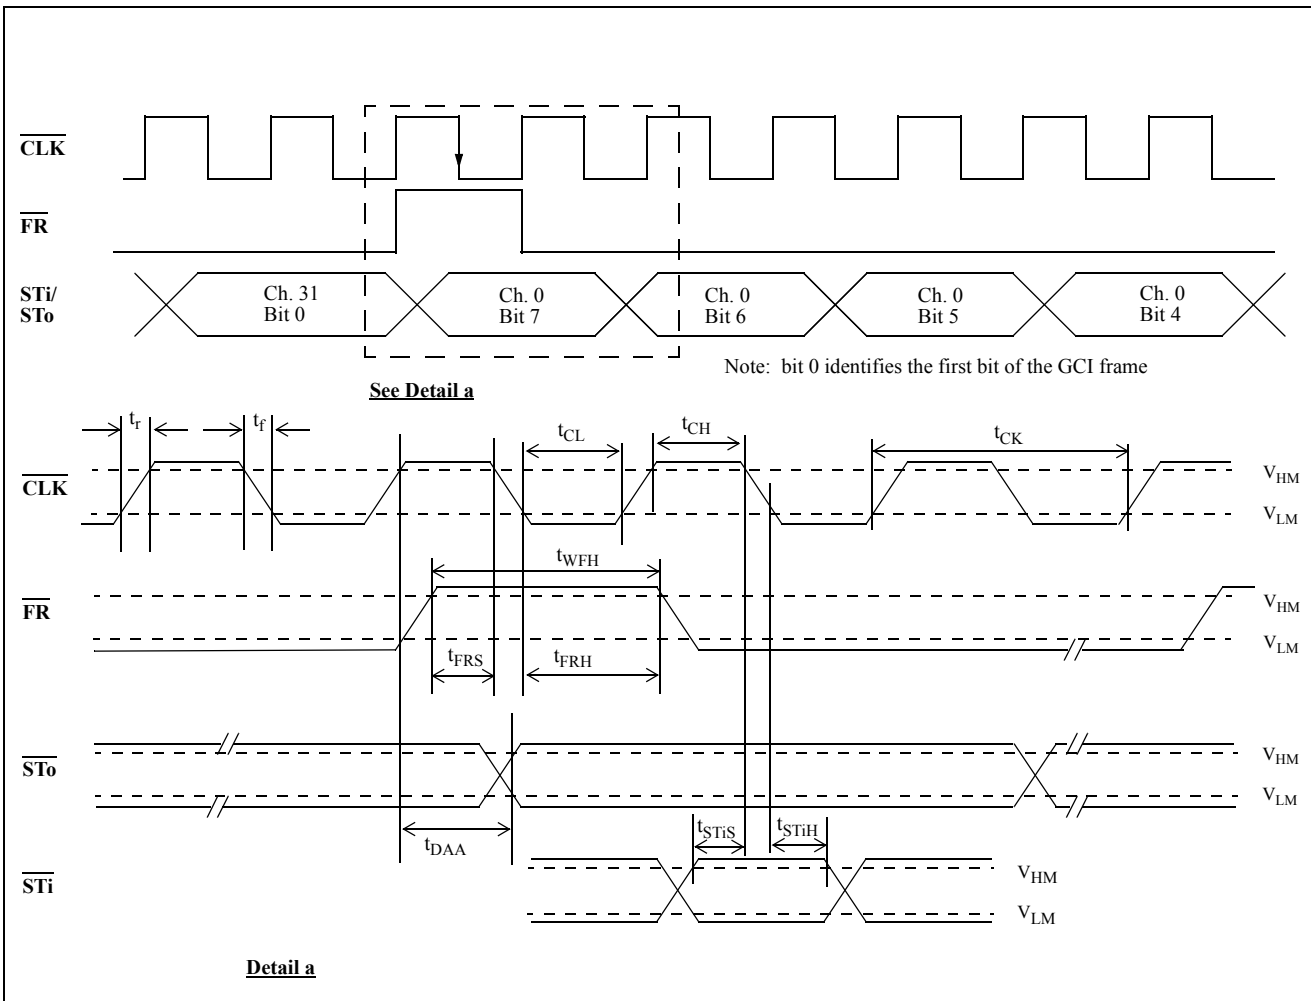 CLK
FR
STi/
STo
Ch. 31
Bit 0
Ch. 0
Bit 7
Ch. 0
Bit 6
Ch. 0
Bit 5
Ch. 0
Bit 4
Note: bit 0 identifies the first bit of the GCI frame
See Detail a
tr
tf
tCL
tCH
tCK
CLK
VHM
VLM
tWFH
FR
VHM
VLM
tFRS
tFRH
STo
VHM
VLM
tDAA
tSTiS
tSTiH
STi
VHM
VLM
Detail a